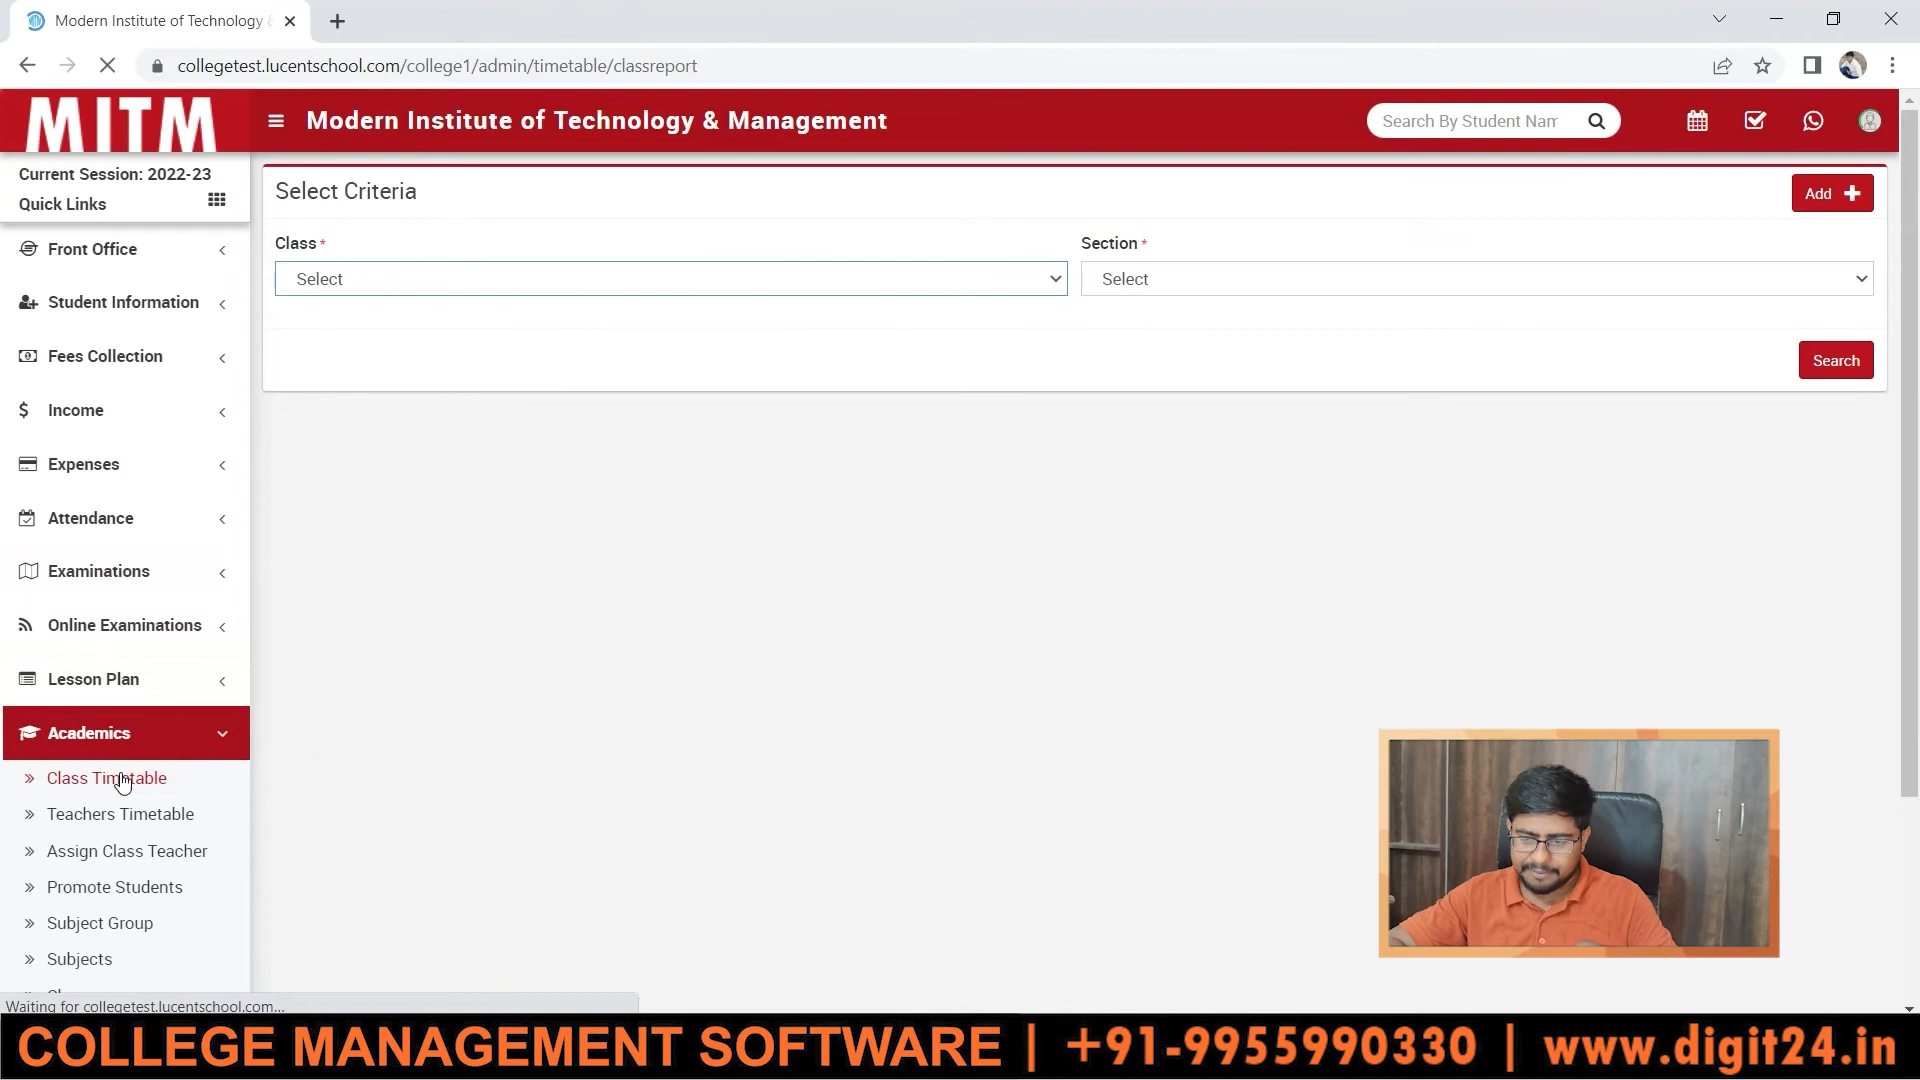 Modern Institute of Technology &
collegetest.lucentschool.com/college1/admin/timetable/classreport
MITM
Modern Institute of Technology & Management
Search By Student Nam
Current Session: 2022-23
Quick Links
Select Criteria
Add
Class *
Section *
Select
Select
Search
Front Office
Student Information
Fees Collection
Income
Expenses
Attendance
Examinations
Online Examinations
Lesson Plan
Academics
Class Timetable
Teachers Timetable
Assign Class Teacher
Promote Students
Subject Group
Subjects
Waiting for collegetest.lucentschool.com...
COLLEGE MANAGEMENT SOFTWARE | +91-9955990330 | www.digit24.in